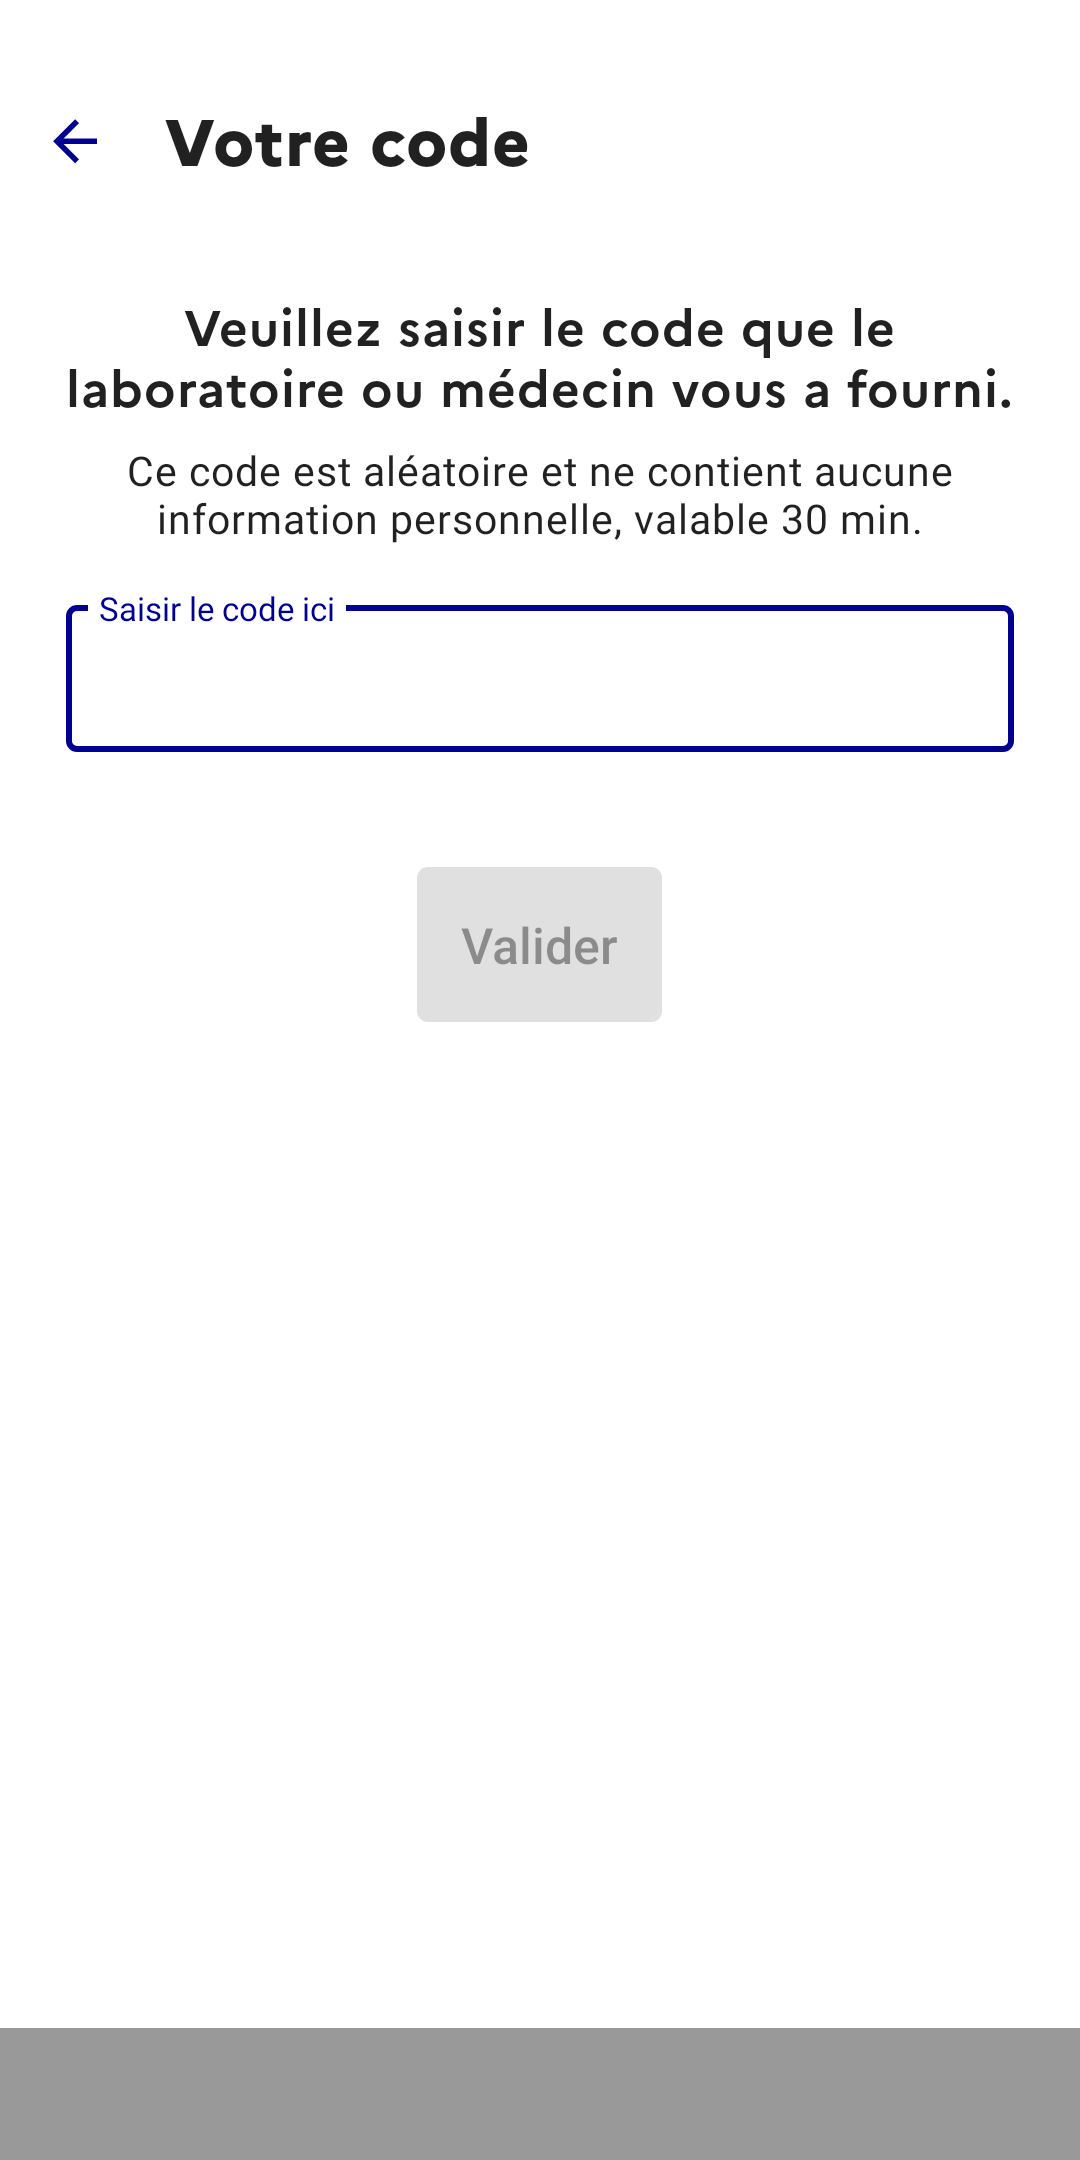 Votre code
Veuillez saisir le code que le
laboratoire ou médecin vous a fourni.
Ce code est aléatoire et ne contient aucune
information personnelle, valable 30 min.
Saisir le code ici
Valider